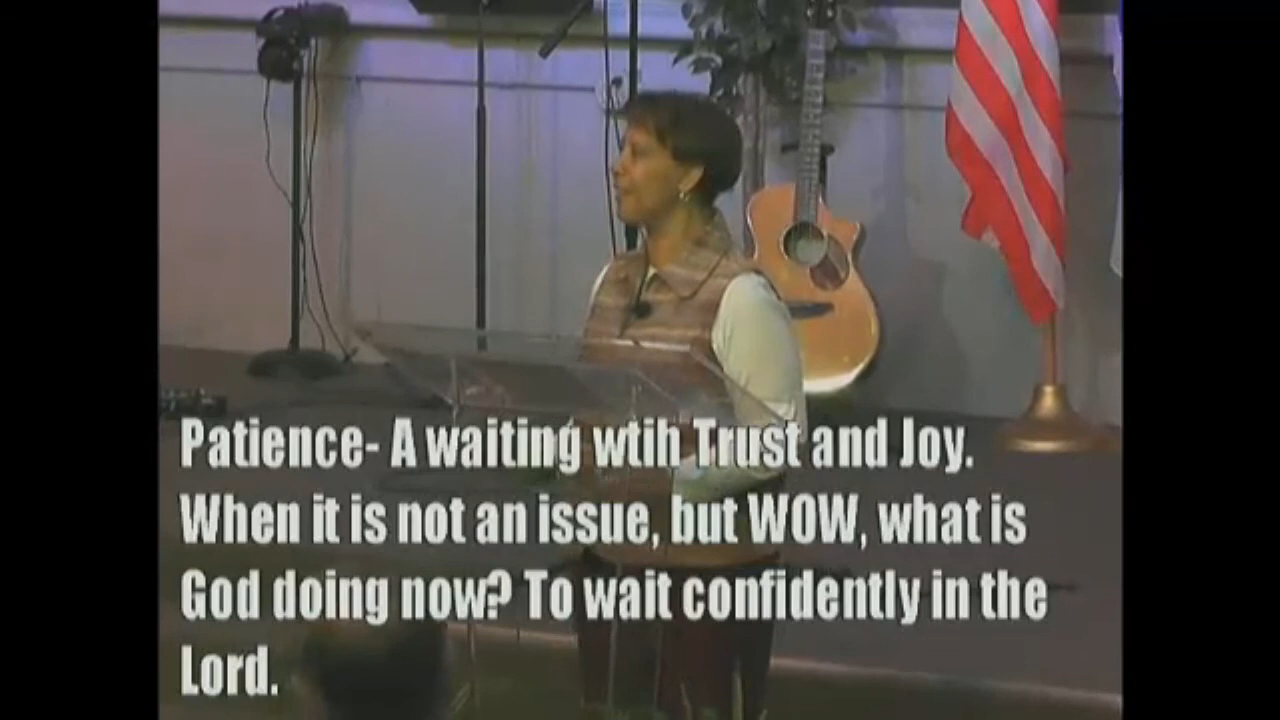 Patience- A waiting wtih Trust and Joy.
When it is not an issue, but WOW, what is
God doing now? To wait confidently in the
Lord.